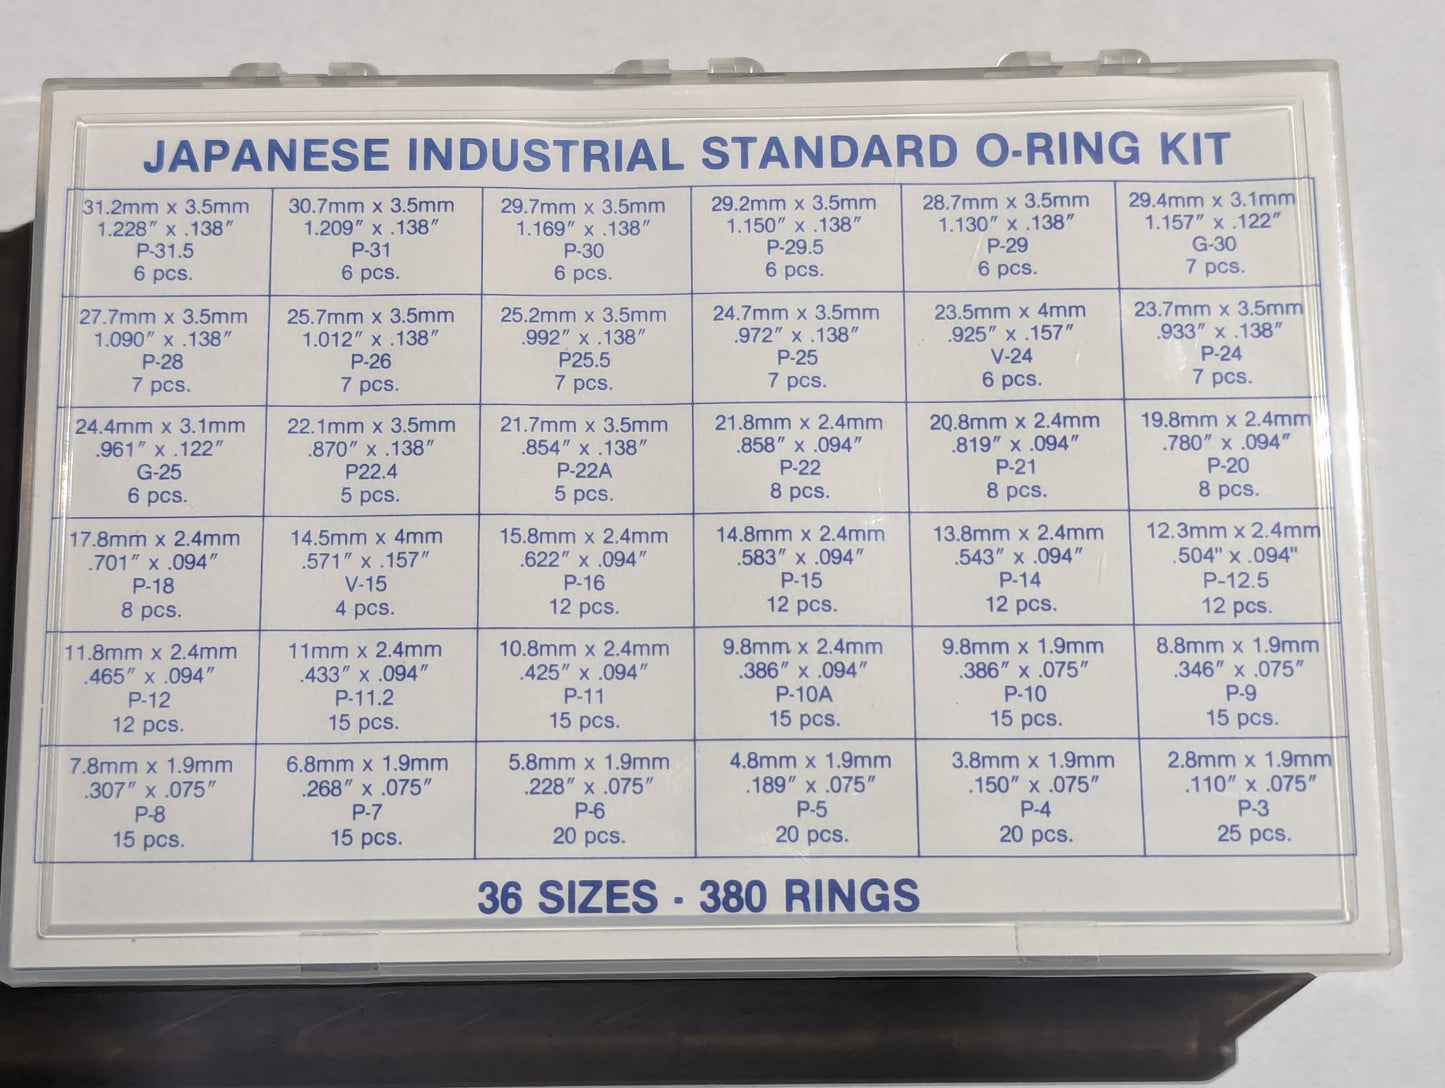 JAPANESE INDUSTRIAL STANDARD O-RING KIT
31.2mm x 3.5mm
1.228″ x .138″
P-31.5
6 pcs.
30.7mm x 3.5mm
1.209″ x .138″
P-31
6 pcs.
29.7mm x 3.5mm
1.169″ x .138″
P-30
6 pcs.
29.2mm x 3.5mm
1.150″ x .138″
P-29.5
6 pcs.
28.7mm x 3.5mm
1.130″ x .138″
P-29
6 pcs.
29.4mm x 3.1mm
1.157″ x .122″
G-30
7 pcs.
27.7mm x 3.5mm
1.090″ x .138″
P-28
7 pcs.
25.7mm x 3.5mm
1.012″ x .138″
P-26
7 pcs.
25.2mm x 3.5mm
.992″ x .138″
P25.5
7 pcs.
24.7mm x 3.5mm
.972″ x .138″
P-25
7 pcs.
23.5mm x 4mm
.925″ x .157″
V-24
6 pcs.
23.7mm x 3.5mm
.933″ x .138″
P-24
7 pcs.
24.4mm x 3.1mm
.961″ x .122″
G-25
6 pcs.
22.1mm x 3.5mm
.870″ x .138″
P22.4
5 pcs.
21.7mm x 3.5mm
.854″ x .138″
P-22A
5 pcs.
21.8mm x 2.4mm
.858″ x .094″
P-22
8 pcs.
20.8mm x 2.4mm
.819″ x .094″
P-21
8 pcs.
19.8mm x 2.4mm
.780″ x .094″
P-20
8 pcs.
17.8mm x 2.4mm
.701″ x .094″
P-18
8 pcs.
14.5mm x 4mm
.571″ x .157″
V-15
4 pcs.
15.8mm x 2.4mm
.622″ x .094″
P-16
12 pcs.
14.8mm x 2.4mm
.583″ x .094″
P-15
12 pcs.
13.8mm x 2.4mm
.543″ x .094″
P-14
12 pcs.
12.3mm x 2.4mm
.504" x .094"
P-12.5
12 pcs.
11.8mm x 2.4mm
.465″ x .094″
P-12
12 pcs.
11mm x 2.4mm
.433″ x .094″
P-11.2
15 pcs.
10.8mm x 2.4mm
.425″ x .094″
P-11
15 pcs.
9.8mm x 2.4mm
.386″ x .094″
P-10A
15 pcs.
9.8mm x 1.9mm
.386″ x .075″
P-10
15 pcs.
8.8mm x 1.9mm
.346″ x .075″
P-9
15 pcs.
7.8mm x 1.9mm
.307″ x .075″
P-8
15 pcs.
6.8mm x 1.9mm
.268″ x .075″
P-7
15 pcs.
5.8mm x 1.9mm
.228″ x .075″
P-6
20 pcs.
4.8mm x 1.9mm
.189″ x .075″
P-5
20 pcs.
3.8mm x 1.9mm
.150″ x .075″
P-4
20 pcs.
2.8mm x 1.9mm
.110″ x .075″
P-3
25 pcs.
36 SIZES - 380 RINGS